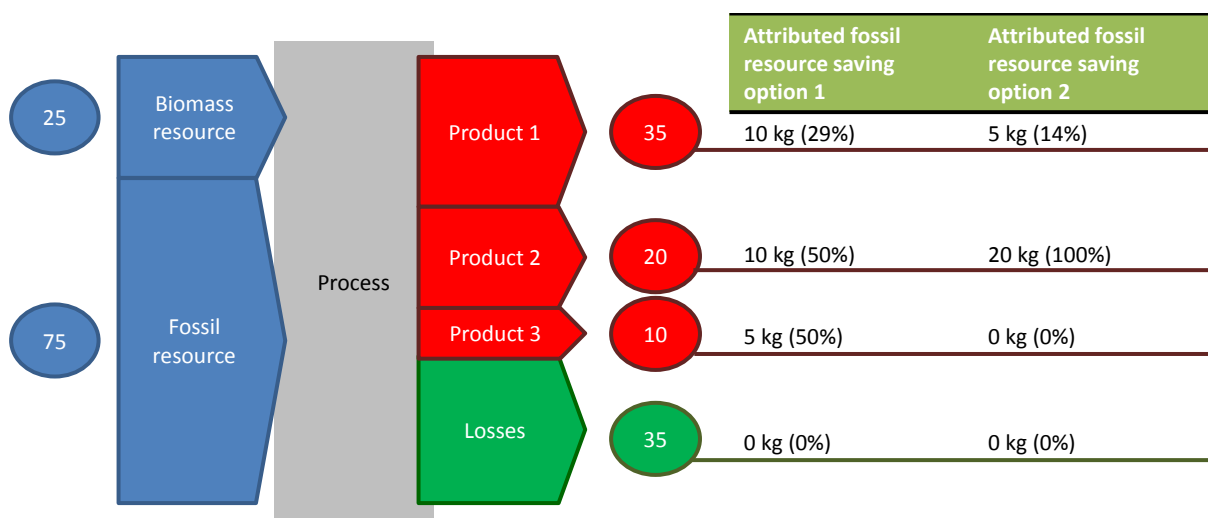 Attributed fossil
resource saving
option 1
Attributed fossil
resource saving
option 2
25
Biomass
resource
Product 1
35
10 kg (29%)
5 kg (14%)
Product 2
20
10 kg (50%)
20 kg (100%)
Process
75
Fossil
resource
Product 3
10
5 kg (50%)
0 kg (0%)
Losses
35
0 kg (0%)
0 kg (0%)